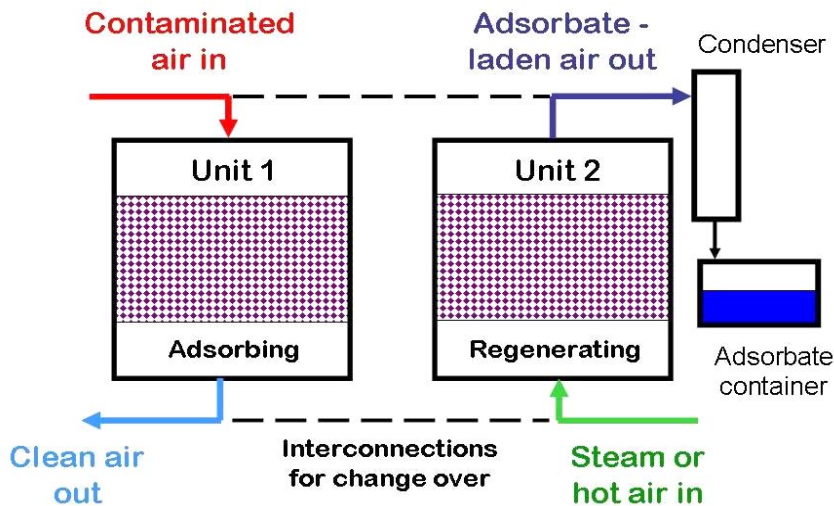 Contaminated
air in
Adsorbate -
laden air out
Condenser
Unit 1
Unit 2
Adsorbing
Regenerating
Adsorbate
container
Clean air
out
Interconnections
for change over
Steam or
hot air in